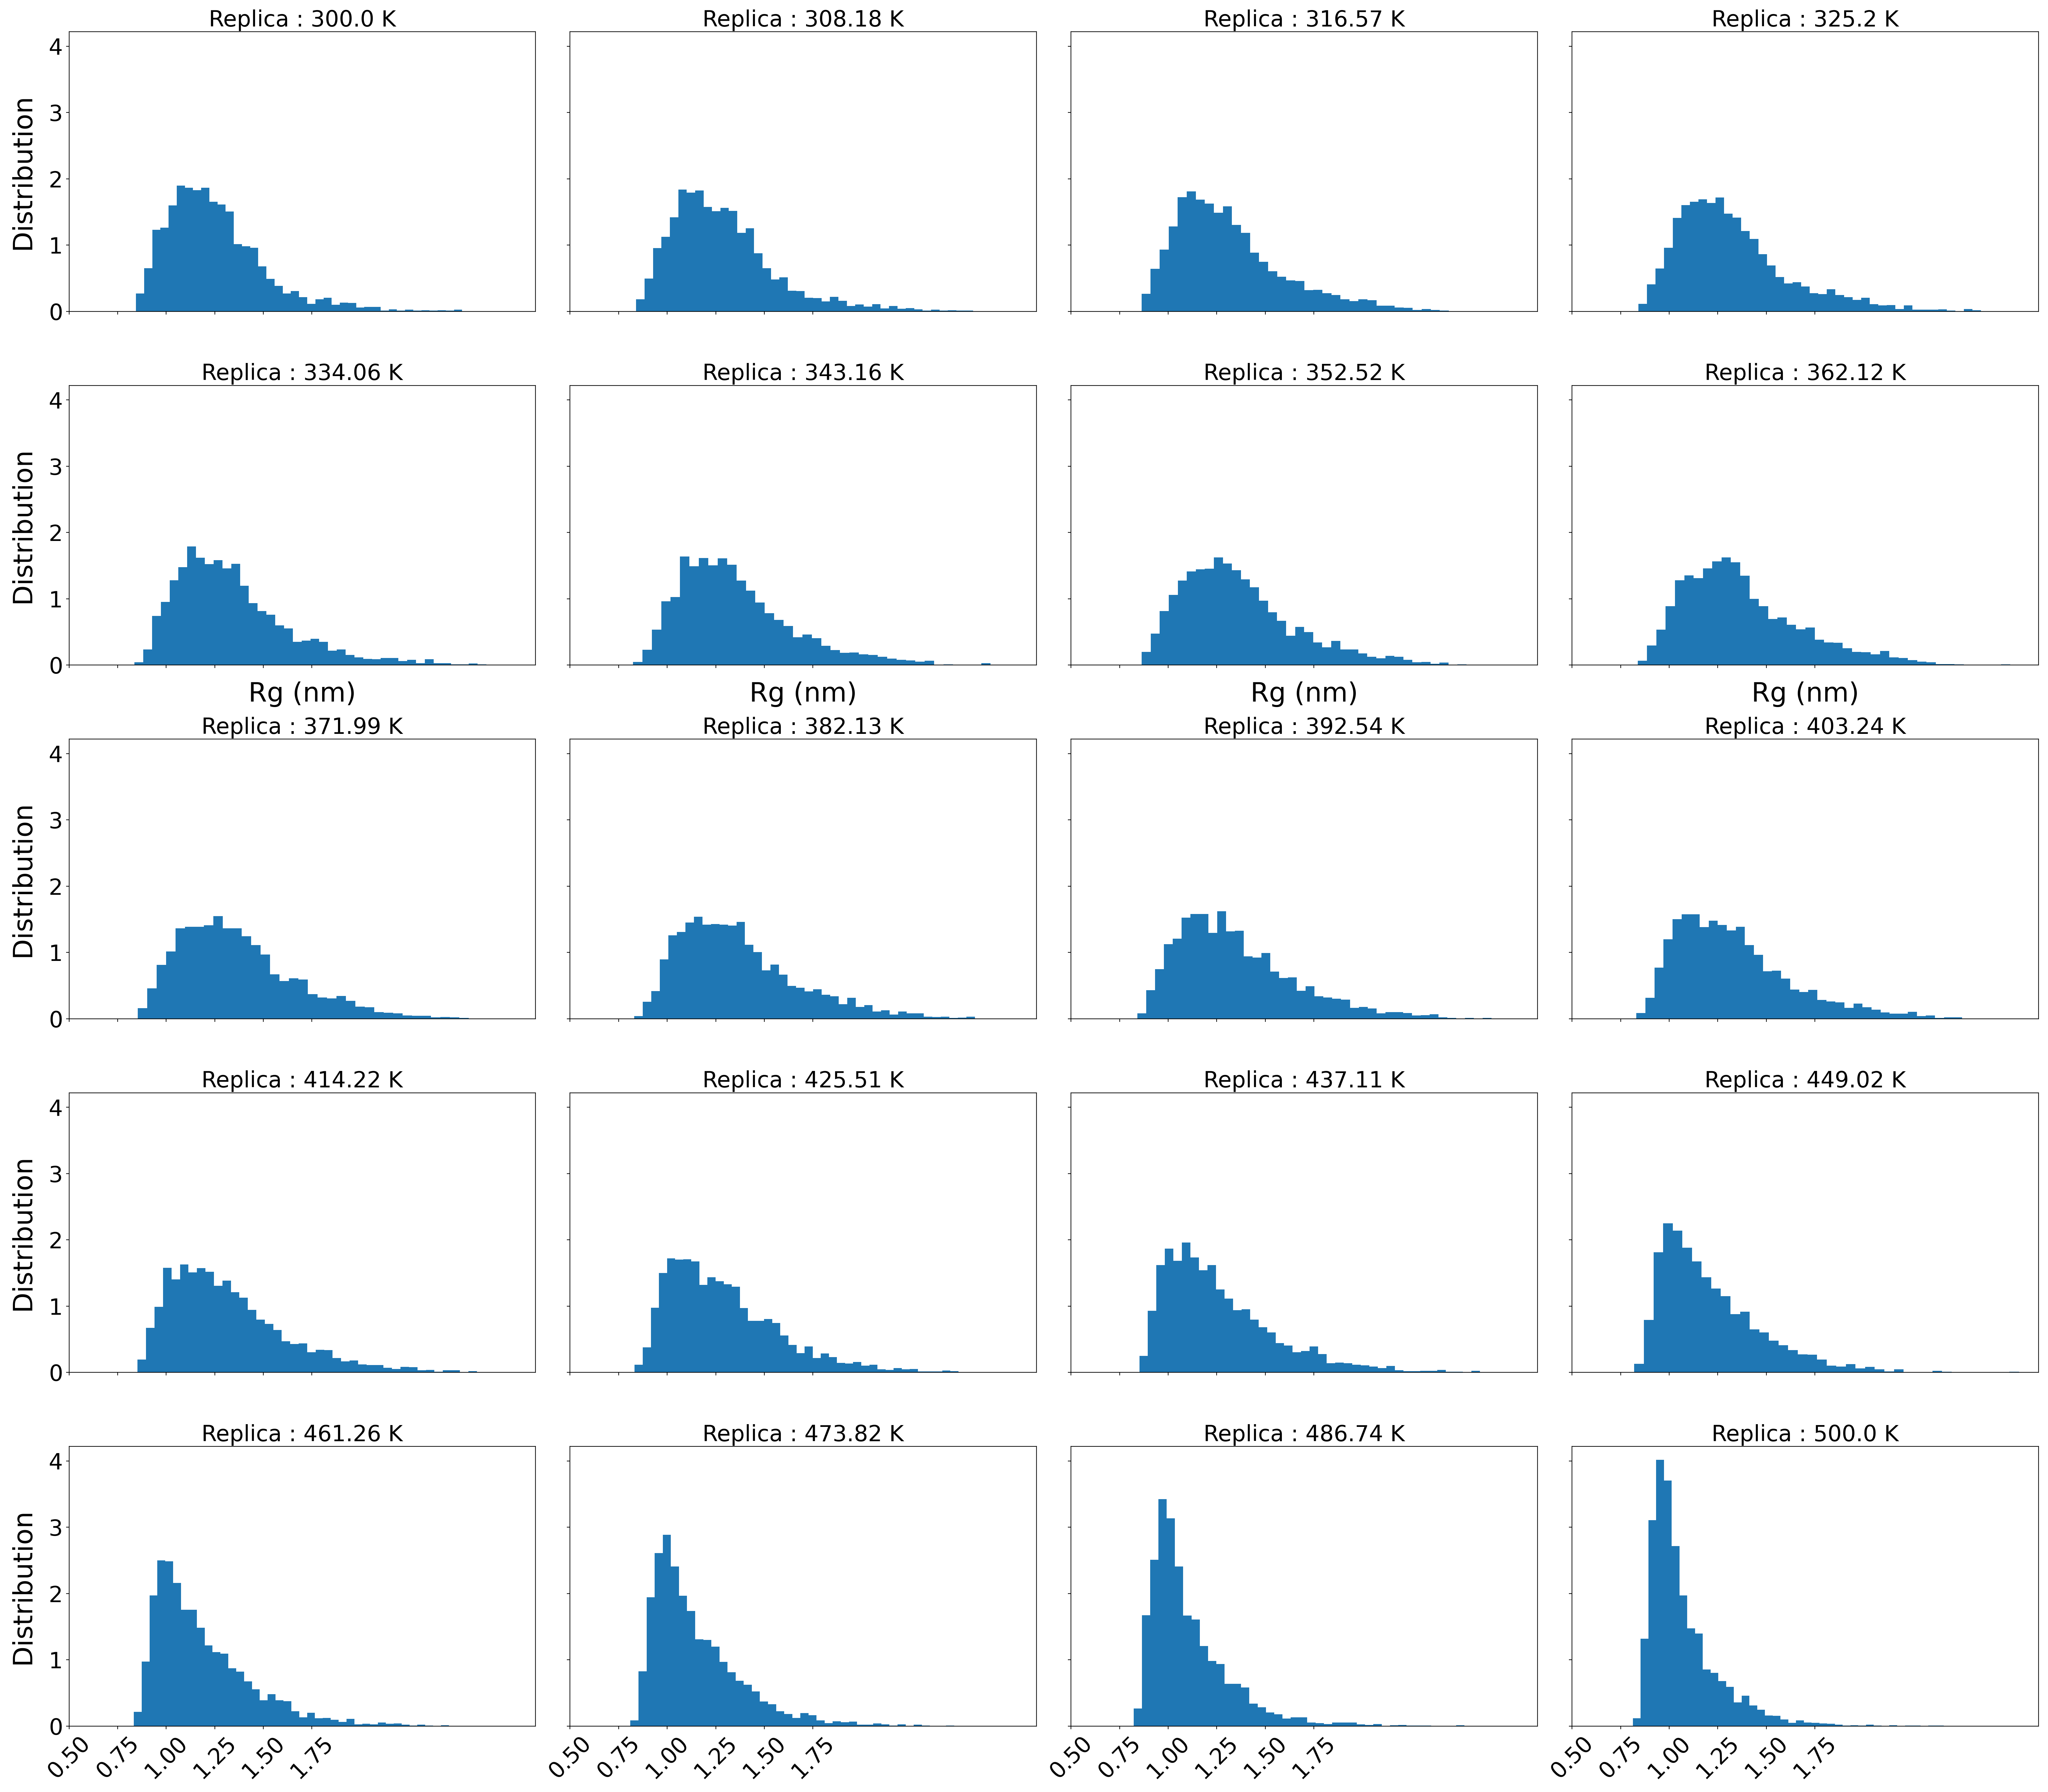 Replica : 300.0 K
Replica : 308.18 K
Replica : 316.57 K
Replica : 325.2 K
4
3
2
1
0
Distribution
Replica : 334.06 K
Replica : 343.16 K
Replica : 352.52 K
Replica : 362.12 K
4
3
2
1
0
Distribution
Rg (nm)
Rg (nm)
Rg (nm)
Rg (nm)
Replica : 371.99 K
Replica : 382.13 K
Replica : 392.54 K
Replica : 403.24 K
4
3
2
1
0
Distribution
Replica : 414.22 K
Replica : 425.51 K
Replica : 437.11 K
Replica : 449.02 K
4
3
2
1
0
Distribution
Replica : 461.26 K
Replica : 473.82 K
Replica : 486.74 K
Replica : 500.0 K
4
3
2
1
0
Distribution
0.50 0.75 1.00 1.25 1.50 1.75
0.50 0.75 1.00 1.25 1.50 1.75
0.50 0.75 1.00 1.25 1.50 1.75
0.50 0.75 1.00 1.25 1.50 1.75